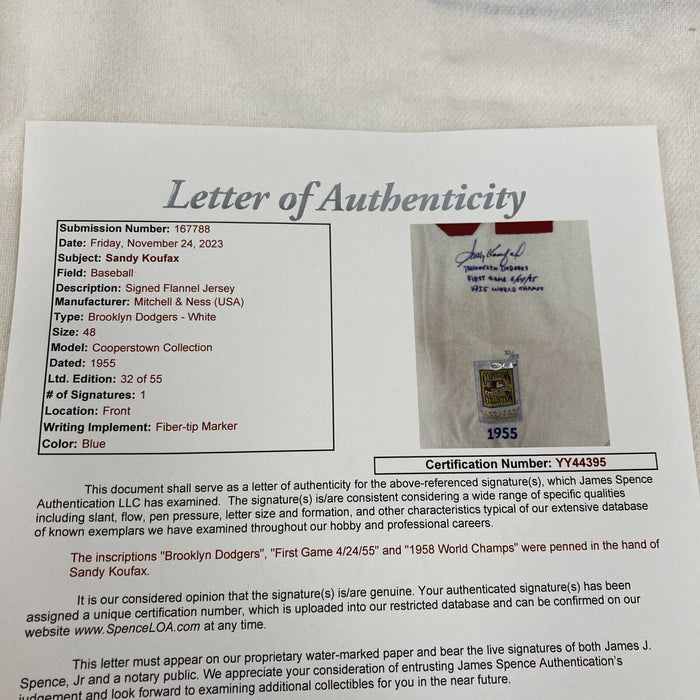 Letter of Authenticity
Submission Number: 167788
Date: Friday, November 24, 2023
Subject: Sandy Koufax
Field: Baseball
Description: Signed Flannel Jersey
Manufacturer: Mitchell & Ness (USA)
Type: Brooklyn Dodgers - White
Size: 48
Model: Cooperstown Collection
Dated: 1955
Ltd. Edition: 32 of 55
# of Signatures: 1
Location: Front
Writing Implement: Fiber-tip Marker
Color: Blue
Sandy Koufax
Brooklyn Dodgers
First Game
1955 World Champs
Collection
1955
Certification Number: YY44395
This document shall serve as a letter of authenticity for the above-referenced signature(s), which James Spence
Authentication LLC has examined. The signature(s) is/are consistent considering a wide range of specific qualities
including slant, flow, pen pressure, letter size and formation, and other characteristics typical of our extensive database
of known exemplars we have examined throughout our hobby and professional careers.
The inscriptions "Brooklyn Dodgers", "First Game 4/24/55" and "1958 World Champs" were penned in the hand of
Sandy Koufax.
It is our considered opinion that the signature(s) is/are genuine. Your authenticated signature(s) has been
assigned a unique certification number, which is uploaded into our restricted database and can be confirmed on our
website www.SpenceLOA.com at any time.
This letter must appear on our proprietary water-marked paper and bear the live signatures of both James J.
Spence, Jr and a notary public. We appreciate your consideration of entrusting James Spence Authentication's
judgement and look forward to examining additional collectibles for you in the near future.